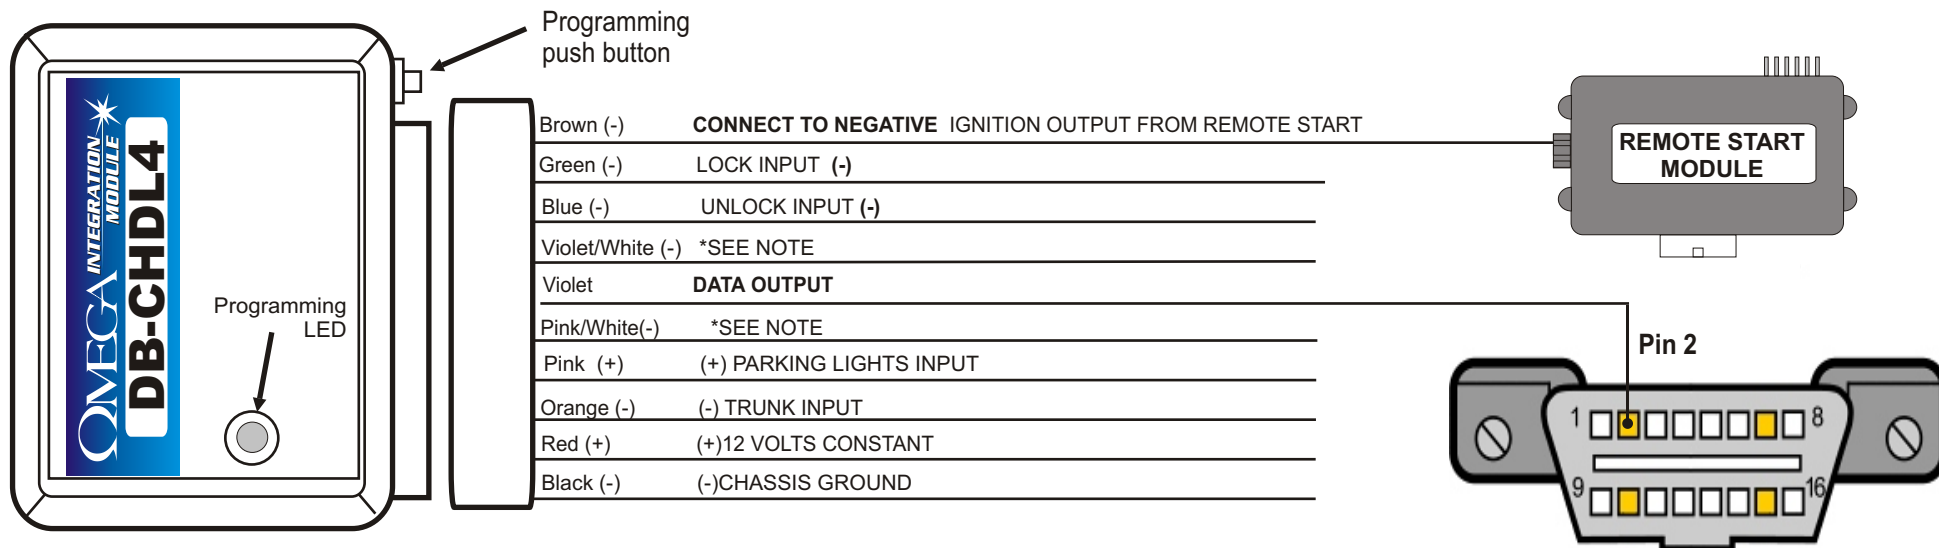 Programming
push button
OMEGA INTEGRATION MODULE
DB-CHDL4
Programming
LED
Brown (-) CONNECT TO NEGATIVE IGNITION OUTPUT FROM REMOTE START
Green (-) LOCK INPUT (-)
Blue (-) UNLOCK INPUT (-)
Violet/White (-) *SEE NOTE
Violet DATA OUTPUT
Pink/White(-) *SEE NOTE
Pink (+) (+) PARKING LIGHTS INPUT
Orange (-) (-) TRUNK INPUT
Red (+) (+)12 VOLTS CONSTANT
Black (-) (-)CHASSIS GROUND
REMOTE START
MODULE
Pin 2
1 8
9 16